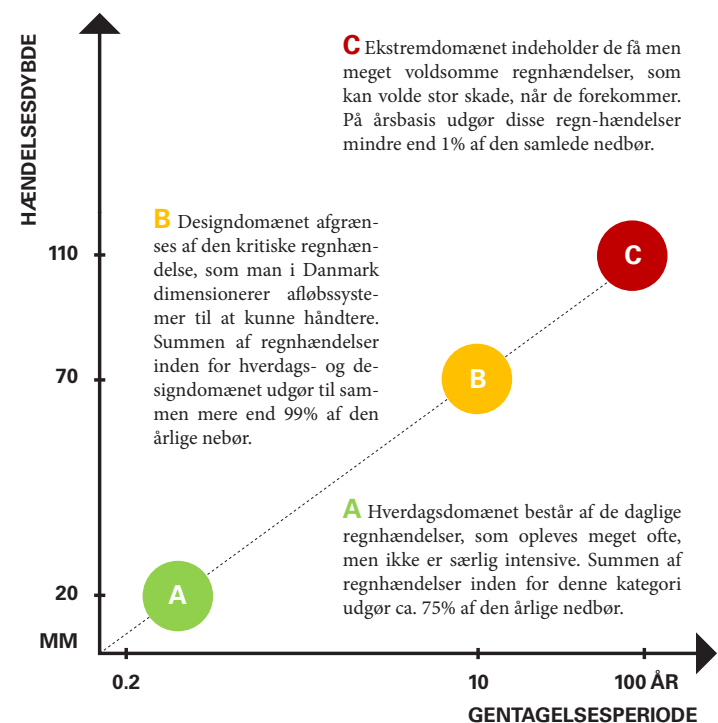 HÆNDELSESDYBDE
C Ekstremdomænet indeholder de få men
meget voldsomme regnhændelser, som
kan volde stor skade, når de forekommer.
På årsbasis udgør disse regn-hændelser
mindre end 1% af den samlede nedbør.
B Designdomænet afgræn-
ses af den kritiske regnhæn-
delse, som man i Danmark
dimensionerer afløbssyste-
mer til at kunne håndtere.
Summen af regnhændelser
inden for hverdags- og de-
signdomænet udgør til sam-
men mere end 99% af den
årlige nebør.
110
C
70
B
A Hverdagsdomænet består af de daglige
regnhændelser, som opleves meget ofte,
men ikke er særlig intensive. Summen af
regnhændelser inden for denne kategori
udgør ca. 75% af den årlige nedbør.
20
A
MM
0.2
10
100 ÅR
GENTAGELSESPERIODE